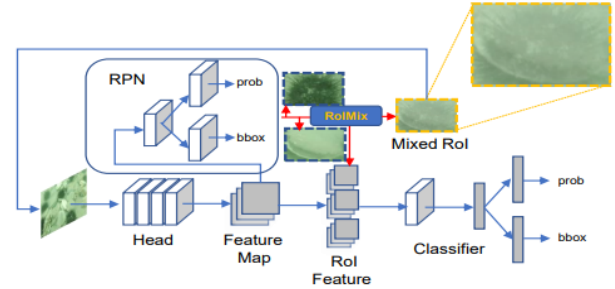 RPN
prob
bbox
RoIMix
Mixed RoI
Head
Feature
Map
RoI
Feature
Classifier
prob
bbox